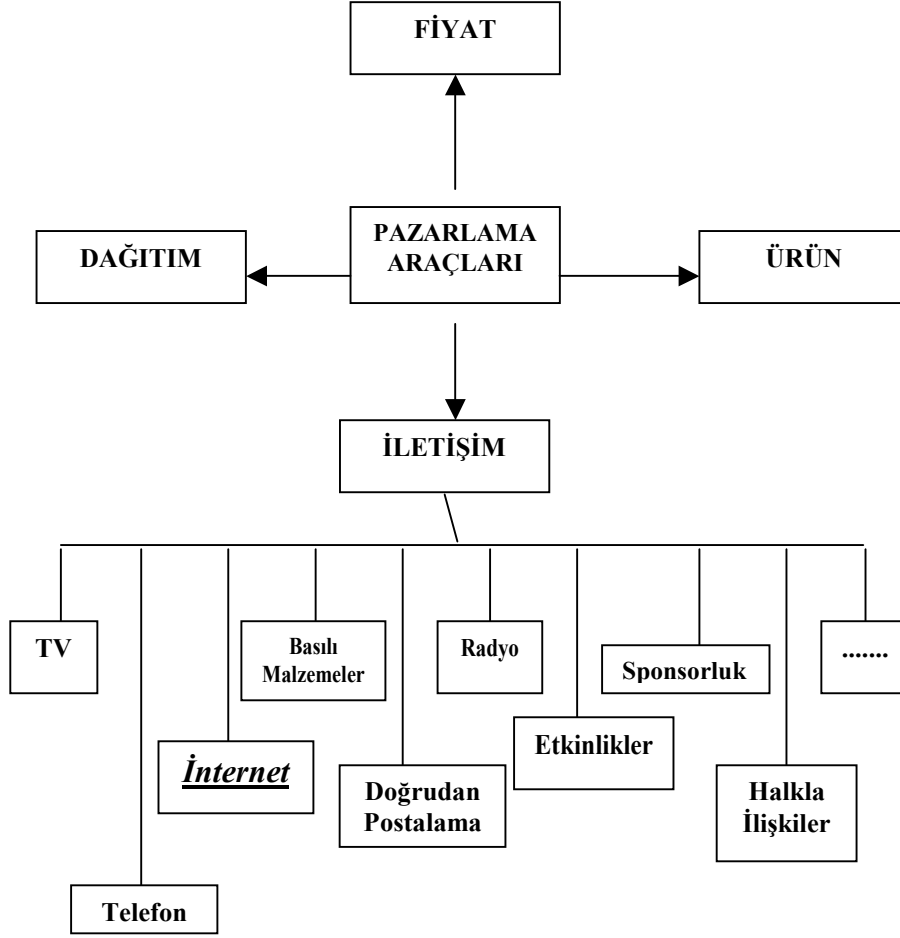 FİYAT
DAĞITIM
PAZARLAMA
ARAÇLARI
ÜRÜN
İLETİŞİM
TV
Basılı
Malzemeler
Radyo
Sponsorluk
.......
İnternet
Etkinlikler
Doğrudan
Postalama
Halkla
İlişkiler
Telefon